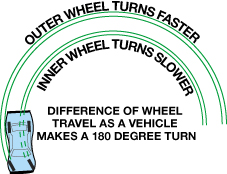 OUTER WHEEL TURNS FASTER
INNER WHEEL TURNS SLOWER
DIFFERENCE OF WHEEL
TRAVEL AS A VEHICLE
MAKES A 180 DEGREE TURN